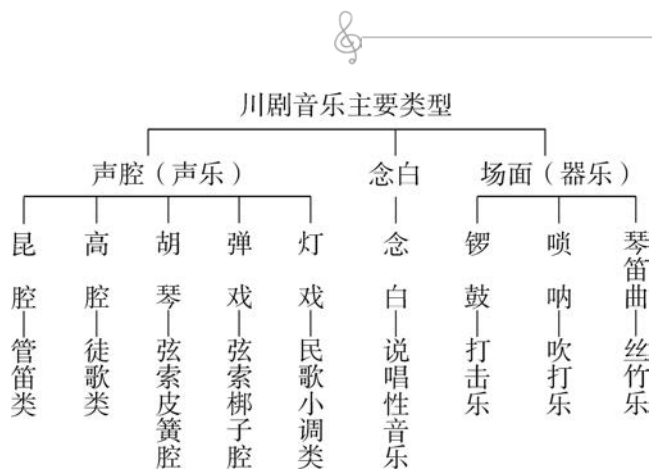 川剧音乐主要类型
声腔（声乐）
念白
场面（器乐）
昆腔—管笛类
高腔—徒歌类
胡琴—弦索皮簧腔
弹戏—弦索梆子腔
灯戏—民歌小调类
念白—说唱性音乐
锣鼓—打击乐
唢呐—吹打乐
琴笛曲—丝竹乐